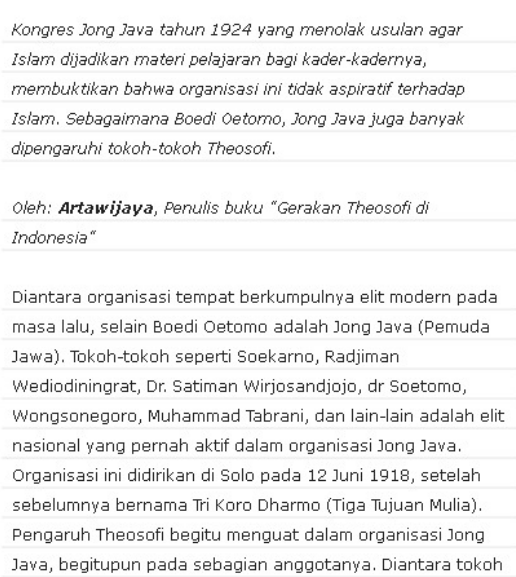 Kongres Jong Java tahun 1924 yang menolak usulan agar
Islam dijadikan materi pelajaran bagi kader-kadernya,
membuktikan bahwa organisasi ini tidak aspiratif terhadap
Islam. Sebagaimana Boedi Oetomo, Jong Java juga banyak
dipengaruhi tokoh-tokoh Theosofi.
Oleh: Artawijaya, Penulis buku “Gerakan Theosofi di
Indonesia“
Diantara organisasi tempat berkumpulnya elit modern pada
masa lalu, selain Boedi Oetomo adalah Jong Java (Pemuda
Jawa). Tokoh-tokoh seperti Soekarno, Radjiman
Wediodiningrat, Dr. Satiman Wirjosandjojo, dr Soetomo,
Wongsonegoro, Muhammad Tabrani, dan lain-lain adalah elit
nasional yang pernah aktif dalam organisasi Jong Java.
Organisasi ini didirikan di Solo pada 12 Juni 1918, setelah
sebelumnya bernama Tri Koro Dharmo (Tiga Tujuan Mulia).
Pengaruh Theosofi begitu menguat dalam organisasi Jong
Java, begitupun pada sebagian anggotanya. Diantara tokoh